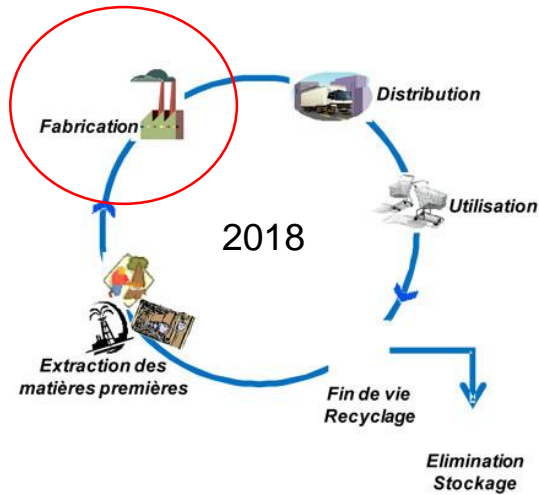 Fabrication
Distribution
Utilisation
2018
Extraction des
matières premières
Fin de vie
Recyclage
Elimination
Stockage